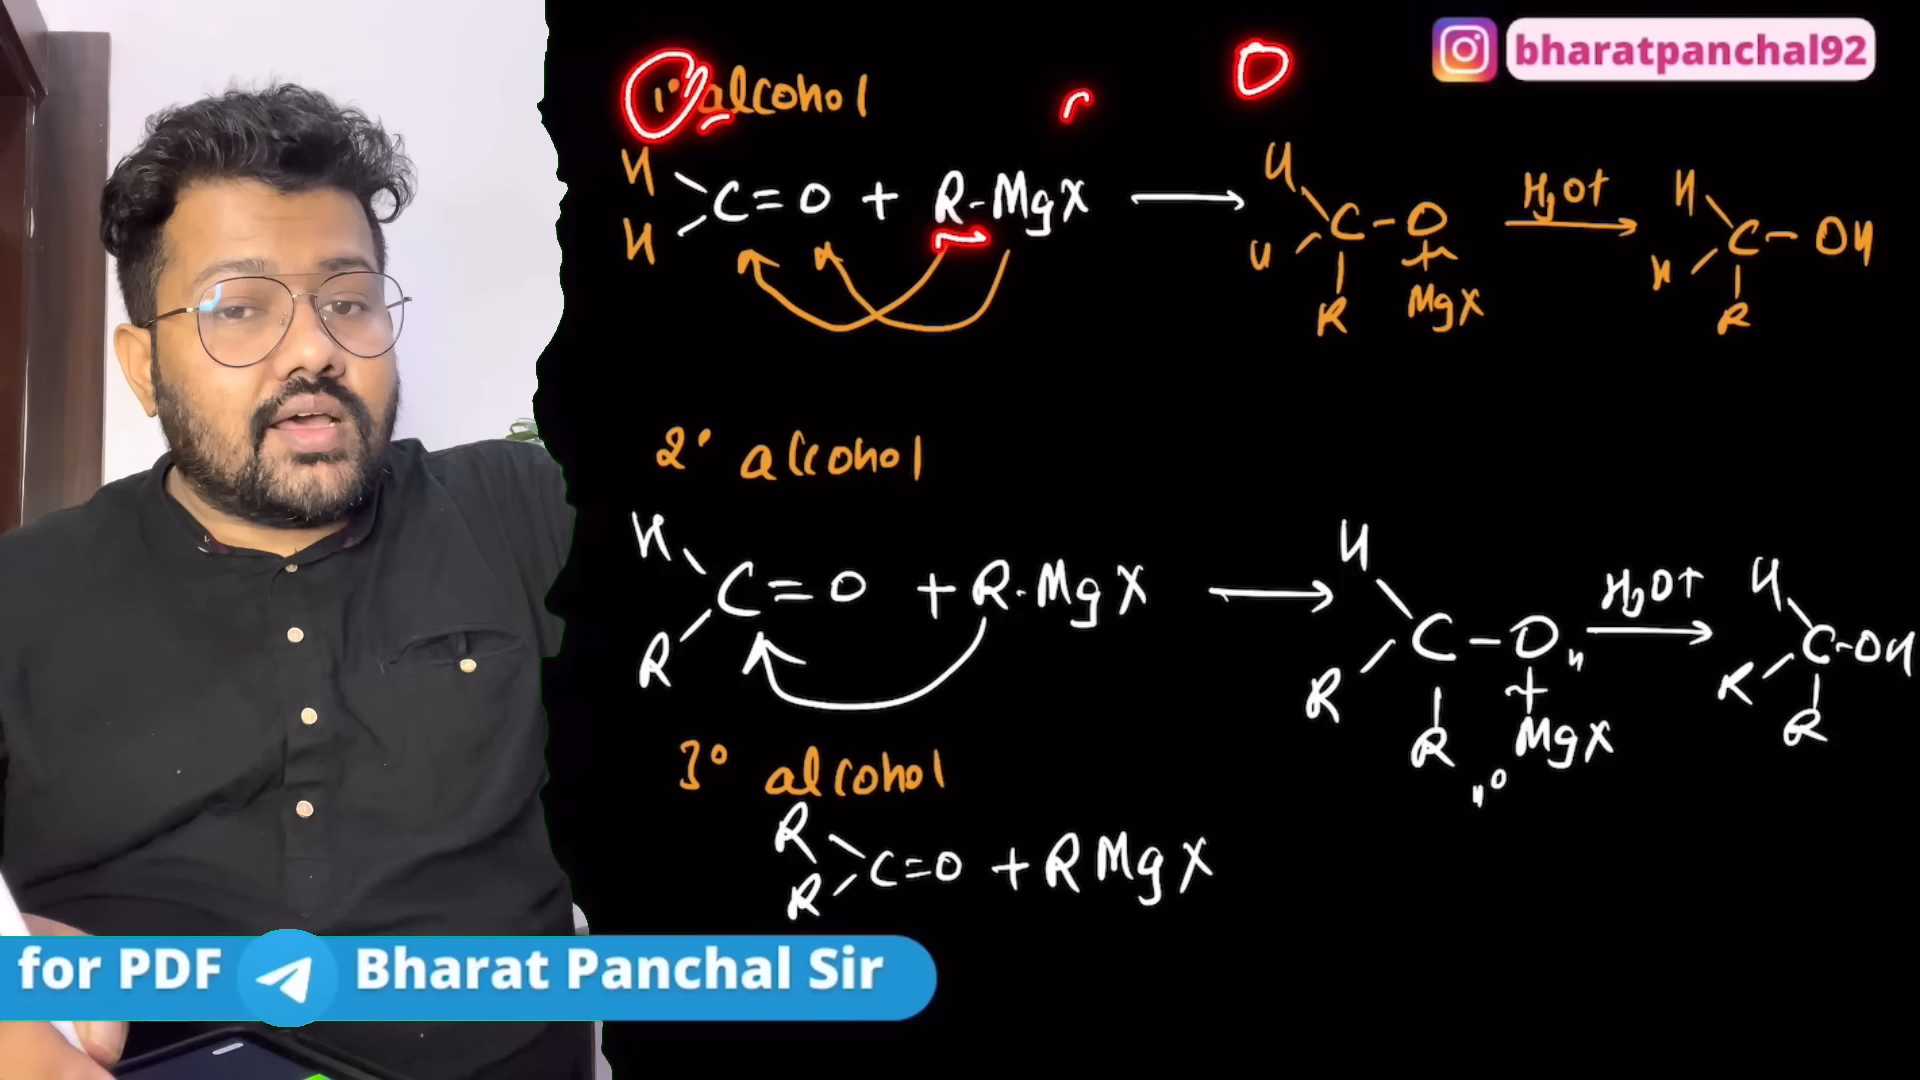 bharatpanchal92
1° alcohol
H
H
C=O + R-MgX → H H C-O MgX R H3O+ → H H C-OH R
2° alcohol
H R C=O + R-MgX → H R C-O MgX R H3O+ → H R C-OH R
3° alcohol
R R C=O + RMgX
for PDF Bharat Panchal Sir